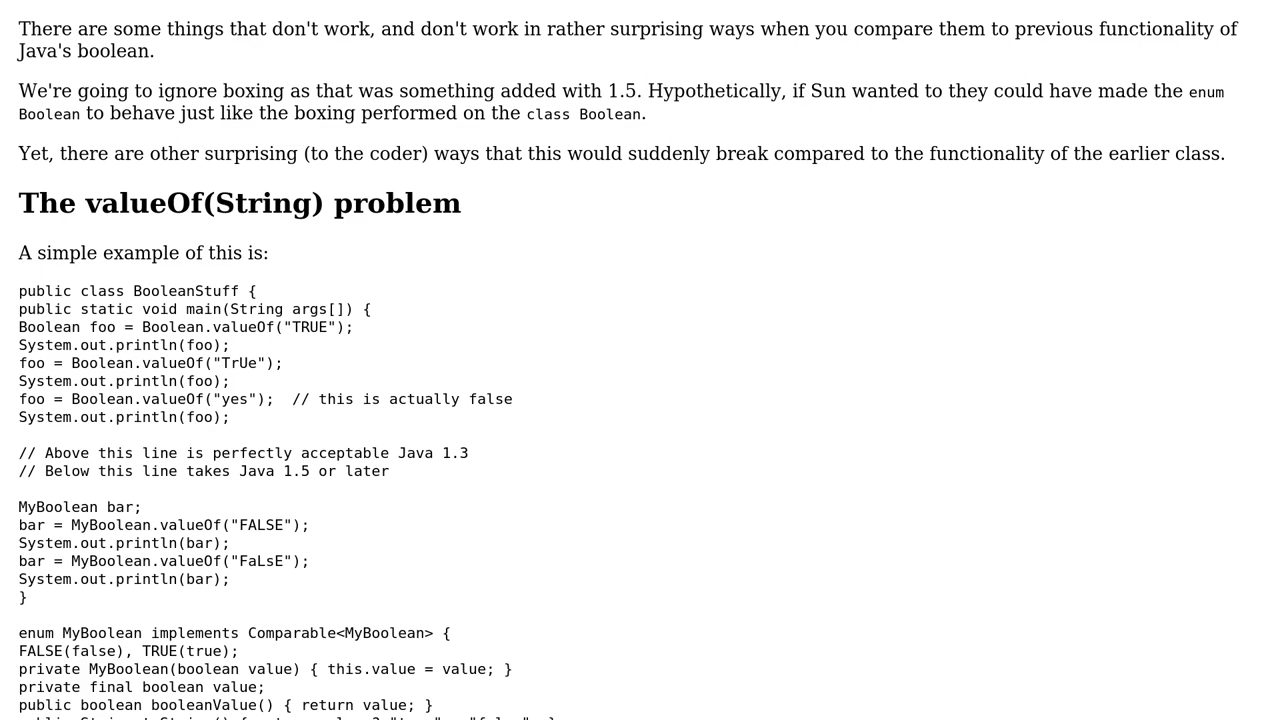 There are some things that don't work, and don't work in rather surprising ways when you compare them to previous functionality of
Java's boolean.
We're going to ignore boxing as that was something added with 1.5. Hypothetically, if Sun wanted to they could have made the enum
Boolean to behave just like the boxing performed on the class Boolean.
Yet, there are other surprising (to the coder) ways that this would suddenly break compared to the functionality of the earlier class.
The valueOf(String) problem
A simple example of this is:
public class BooleanStuff {
public static void main(String args[]) {
Boolean foo = Boolean.valueOf("TRUE");
System.out.println(foo);
foo = Boolean.valueOf("TrUe");
System.out.println(foo);
foo = Boolean.valueOf("yes");  // this is actually false
System.out.println(foo);
// Above this line is perfectly acceptable Java 1.3
// Below this line takes Java 1.5 or later
MyBoolean bar;
bar = MyBoolean.valueOf("FALSE");
System.out.println(bar);
bar = MyBoolean.valueOf("FaLsE");
System.out.println(bar);
}
enum MyBoolean implements Comparable<MyBoolean> {
FALSE(false), TRUE(true);
private MyBoolean(boolean value) { this.value = value; }
private final boolean value;
public boolean booleanValue() { return value; }